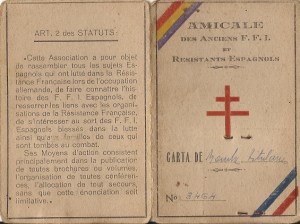 ART. 2 des STATUTS:
« Cette Association a pour objet
de rassembler tous les sujets Es-
pagnols qui ont lutté dans la Résis-
tance Française, lors de l'occupation
allemande, de faire connaître l'his-
toire des F. F. I. Espagnols, de
resserrer les liens avec les organi-
sations de la Résistance Française,
de s'intéresser au sort des F. F. I.
Espagnols blessés dans la lutte
ainsi qu'aux familles de ceux qui
sont tombés au combat.
Ses Moyens d'action consistent
principalement dans la publication
de toutes brochures ou volumes,
l'organisation de toutes conféren-
ces, l'allocation de tout secours,
sans que cette énonciation soit
limitative. »
AMICALE
DES ANCIENS F. F. I.
ET
RESISTANTS ESPAGNOLS
CARTA DE
No